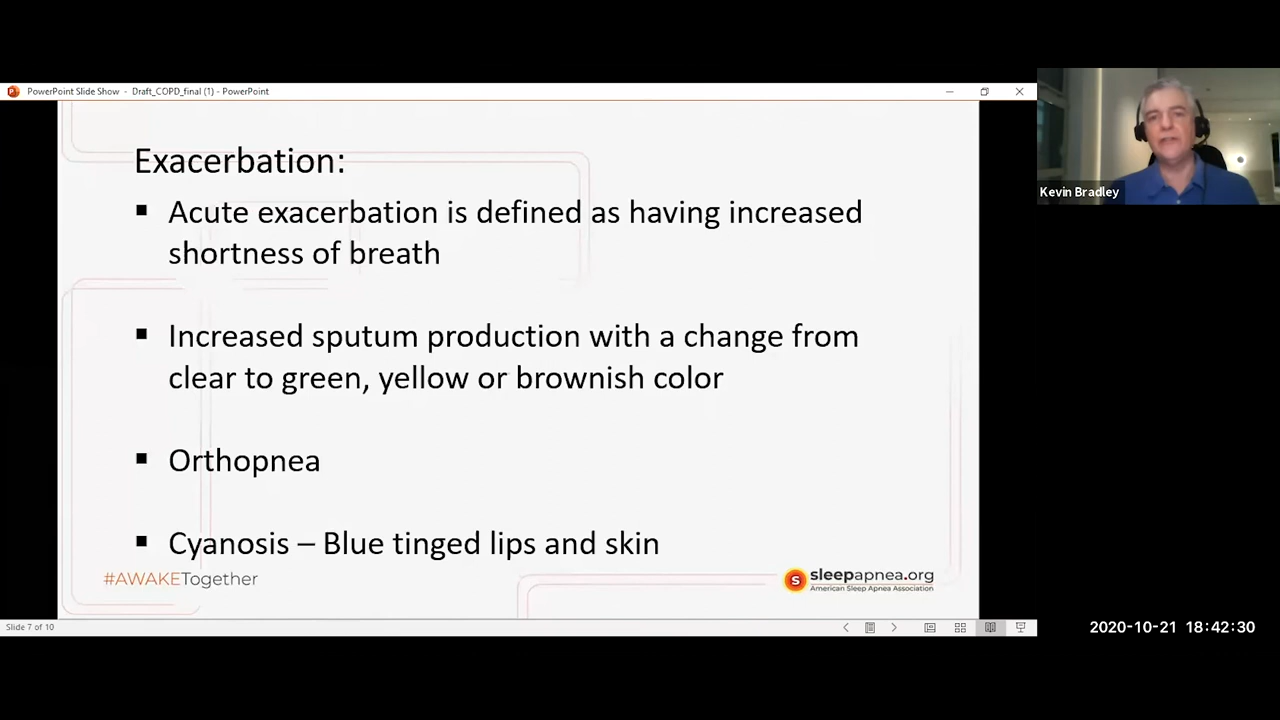 PowerPoint Slide Show - Draft_COPD_final (1) - PowerPoint
Kevin Bradley
Exacerbation:
▪ Acute exacerbation is defined as having increased
shortness of breath
▪ Increased sputum production with a change from
clear to green, yellow or brownish color
▪ Orthopnea
▪ Cyanosis – Blue tinged lips and skin
#AWAKETogether
s sleepapnea.org
American Sleep Apnea Association
Slide 7 of 10
2020-10-21 18:42:30